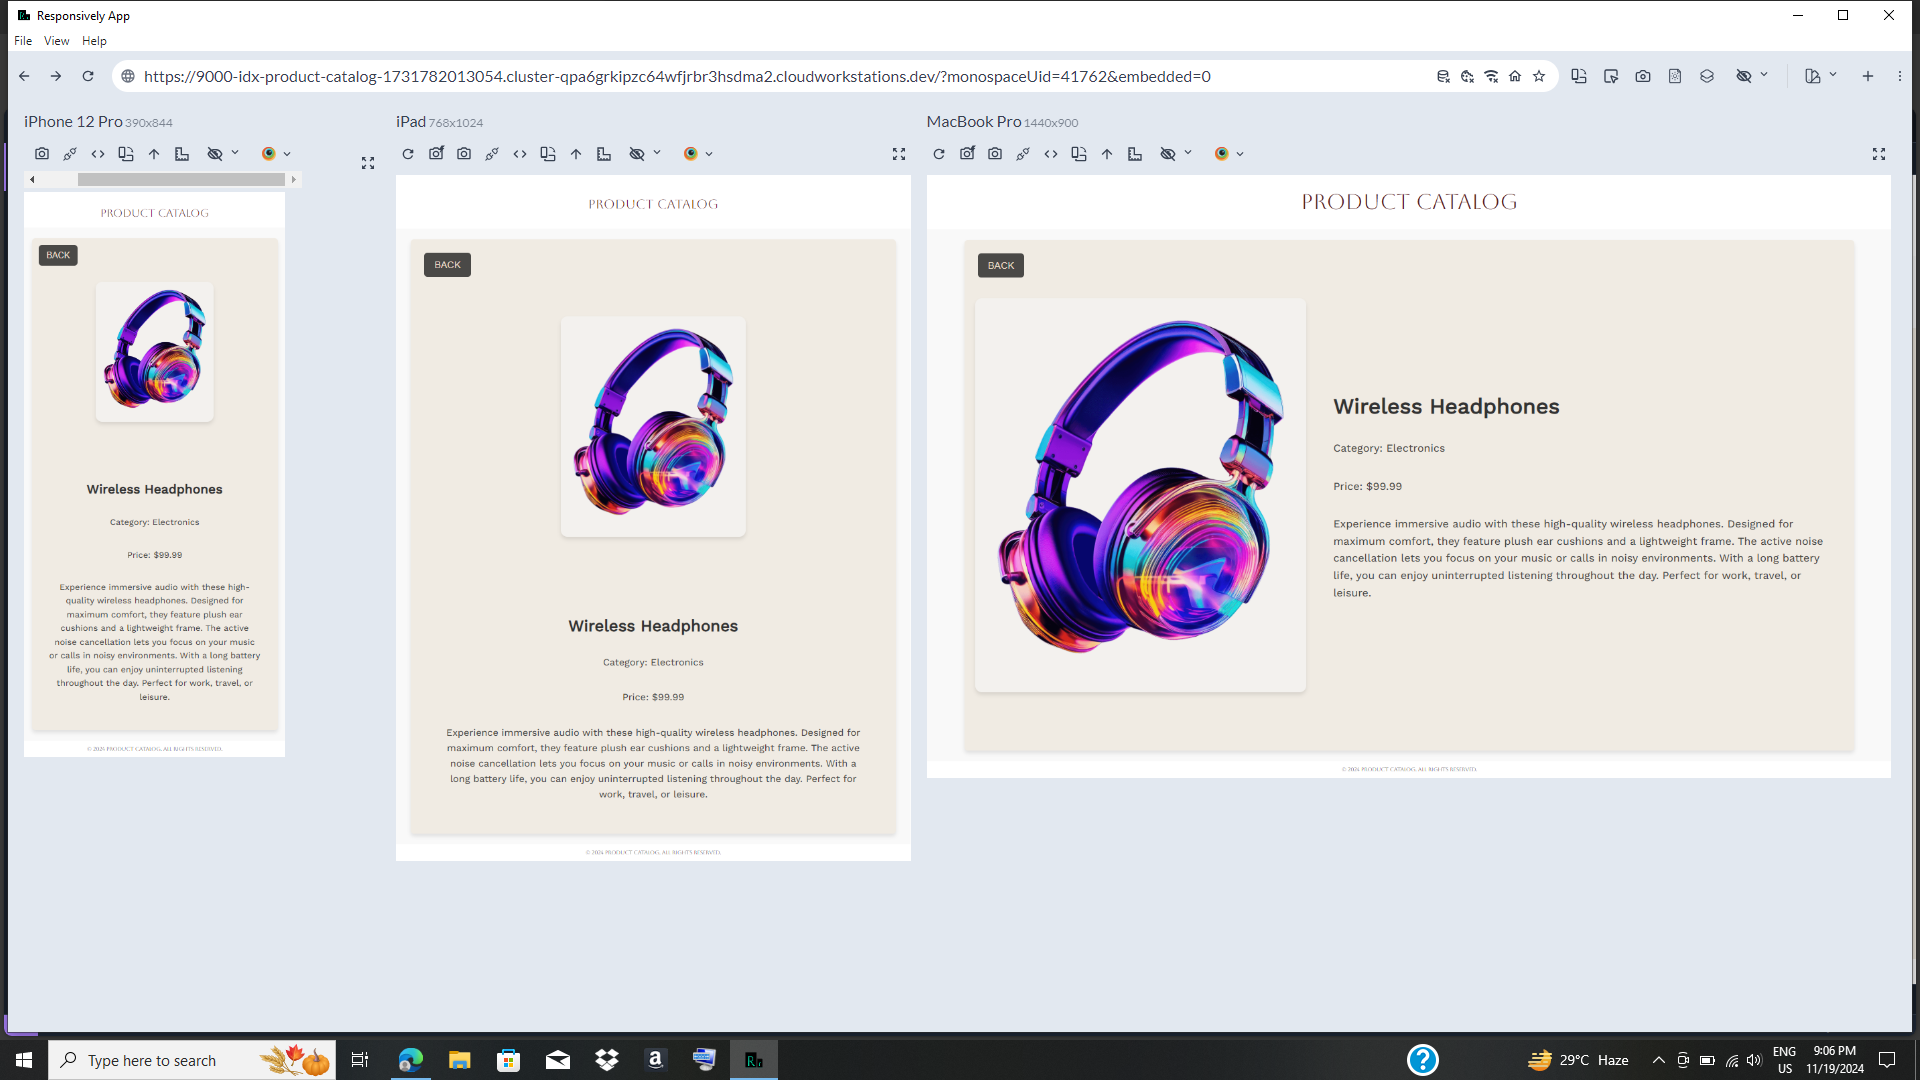 Responsively App
File View Help
https://9000-idx-product-catalog-1731782013054.cluster-qpa6grkipzc64wfjrbr3hsdma2.cloudworkstations.dev/?monospaceUid=41762&embedded=0
iPhone 12 Pro 390x844
PRODUCT CATALOG
BACK
Wireless Headphones
Category: Electronics
Price: $99.99
Experience immersive audio with these high-
quality wireless headphones. Designed for
maximum comfort, they feature plush ear
cushions and a lightweight frame. The active
noise cancellation lets you focus on your music
or calls in noisy environments. With a long battery
life, you can enjoy uninterrupted listening
throughout the day. Perfect for work, travel, or
leisure.
© 2024 PRODUCT CATALOG. ALL RIGHTS RESERVED.
iPad 768x1024
PRODUCT CATALOG
BACK
Wireless Headphones
Category: Electronics
Price: $99.99
Experience immersive audio with these high-quality wireless headphones. Designed for
maximum comfort, they feature plush ear cushions and a lightweight frame. The active
noise cancellation lets you focus on your music or calls in noisy environments. With a
long battery life, you can enjoy uninterrupted listening throughout the day. Perfect for
work, travel, or leisure.
© 2024 PRODUCT CATALOG. ALL RIGHTS RESERVED.
MacBook Pro 1440x900
PRODUCT CATALOG
BACK
Wireless Headphones
Category: Electronics
Price: $99.99
Experience immersive audio with these high-quality wireless headphones. Designed for
maximum comfort, they feature plush ear cushions and a lightweight frame. The active noise
cancellation lets you focus on your music or calls in noisy environments. With a long battery
life, you can enjoy uninterrupted listening throughout the day. Perfect for work, travel, or
leisure.
© 2024 PRODUCT CATALOG. ALL RIGHTS RESERVED.
Type here to search
29°C Haze
ENG
US
9:06 PM
11/19/2024